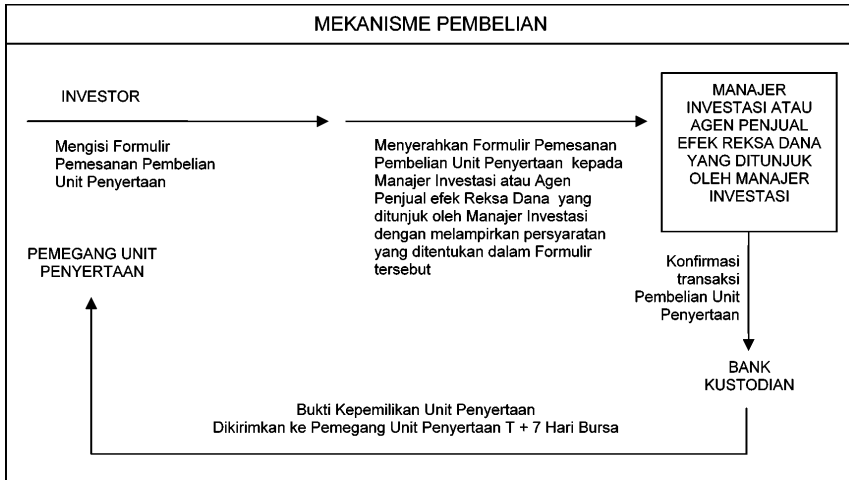 MEKANISME PEMBELIAN
INVESTOR
Mengisi Formulir
Pemesanan Pembelian
Unit Penyertaan
Menyerahkan Formulir Pemesanan
Pembelian Unit Penyertaan kepada
Manajer Investasi atau Agen
Penjual efek Reksa Dana yang
ditunjuk oleh Manajer Investasi
dengan melampirkan persyaratan
yang ditentukan dalam Formulir
tersebut
MANAJER
INVESTASI ATAU
AGEN PENJUAL
EFEK REKSA DANA
YANG DITUNJUK
OLEH MANAJER
INVESTASI
Konfirmasi
transaksi
Pembelian Unit
Penyertaan
BANK
KUSTODIAN
Bukti Kepemilikan Unit Penyertaan
Dikirimkan ke Pemegang Unit Penyertaan T + 7 Hari Bursa
PEMEGANG UNIT
PENYERTAAN